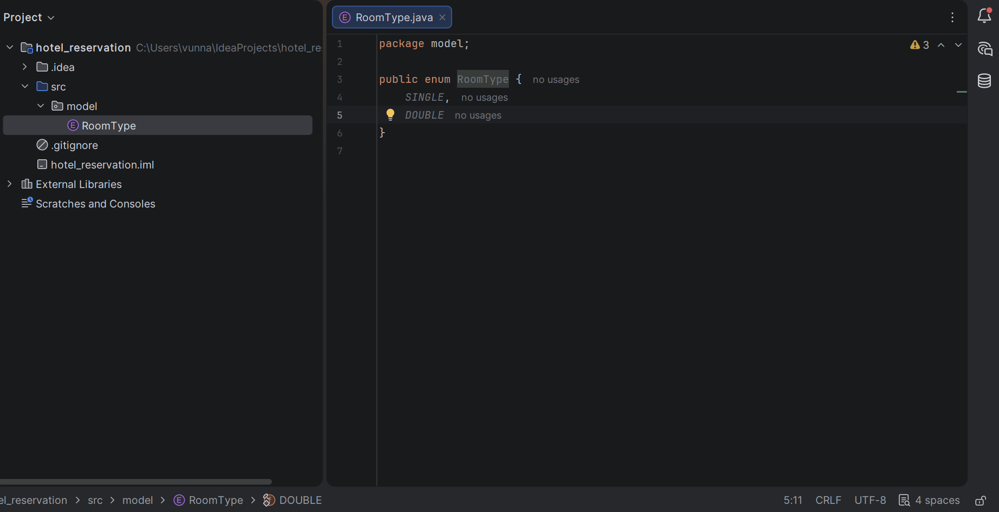 Project
hotel_reservation C:\Users\vunna\IdeaProjects\hotel_re
.idea
src
model
RoomType
.gitignore
hotel_reservation.iml
External Libraries
Scratches and Consoles
RoomType.java
3
1 package model;
2
3 public enum RoomType { no usages
4 SINGLE, no usages
5 DOUBLE no usages
6 }
7
el_reservation > src > model > RoomType > DOUBLE
5:11 CRLF UTF-8 4 spaces